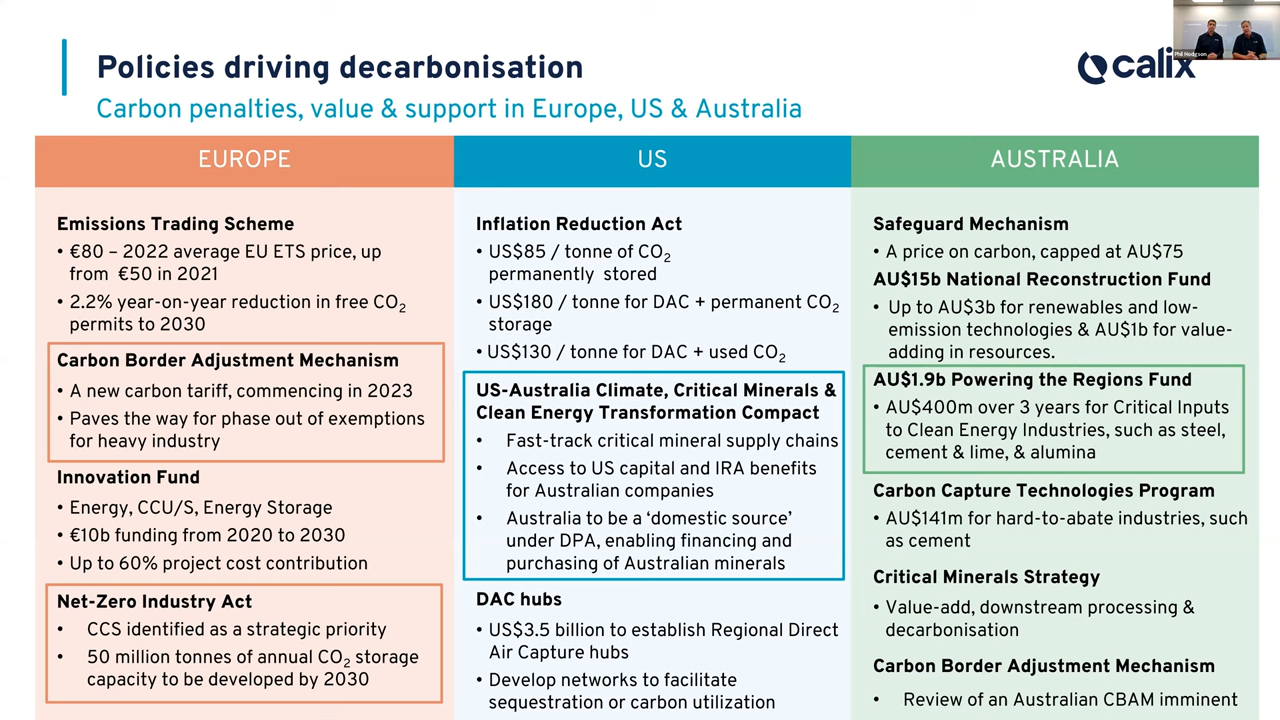 Policies driving decarbonisation
Carbon penalties, value & support in Europe, US & Australia
calix
Phil Hodgson
EUROPE
Emissions Trading Scheme
• €80 – 2022 average EU ETS price, up
from €50 in 2021
• 2.2% year-on-year reduction in free CO₂
permits to 2030
Carbon Border Adjustment Mechanism
• A new carbon tariff, commencing in 2023
• Paves the way for phase out of exemptions
for heavy industry
Innovation Fund
• Energy, CCU/S, Energy Storage
• €10b funding from 2020 to 2030
• Up to 60% project cost contribution
Net-Zero Industry Act
• CCS identified as a strategic priority
• 50 million tonnes of annual CO₂ storage
capacity to be developed by 2030
US
Inflation Reduction Act
• US$85 / tonne of CO₂
permanently stored
• US$180 / tonne for DAC + permanent CO₂
storage
• US$130 / tonne for DAC + used CO₂
US-Australia Climate, Critical Minerals &
Clean Energy Transformation Compact
• Fast-track critical mineral supply chains
• Access to US capital and IRA benefits
for Australian companies
• Australia to be a ‘domestic source’
under DPA, enabling financing and
purchasing of Australian minerals
DAC hubs
• US$3.5 billion to establish Regional Direct
Air Capture hubs
• Develop networks to facilitate
sequestration or carbon utilization
AUSTRALIA
Safeguard Mechanism
• A price on carbon, capped at AU$75
AU$15b National Reconstruction Fund
• Up to AU$3b for renewables and low-
emission technologies & AU$1b for value-
adding in resources.
AU$1.9b Powering the Regions Fund
• AU$400m over 3 years for Critical Inputs
to Clean Energy Industries, such as steel,
cement & lime, & alumina
Carbon Capture Technologies Program
• AU$141m for hard-to-abate industries, such
as cement
Critical Minerals Strategy
• Value-add, downstream processing &
decarbonisation
Carbon Border Adjustment Mechanism
• Review of an Australian CBAM imminent